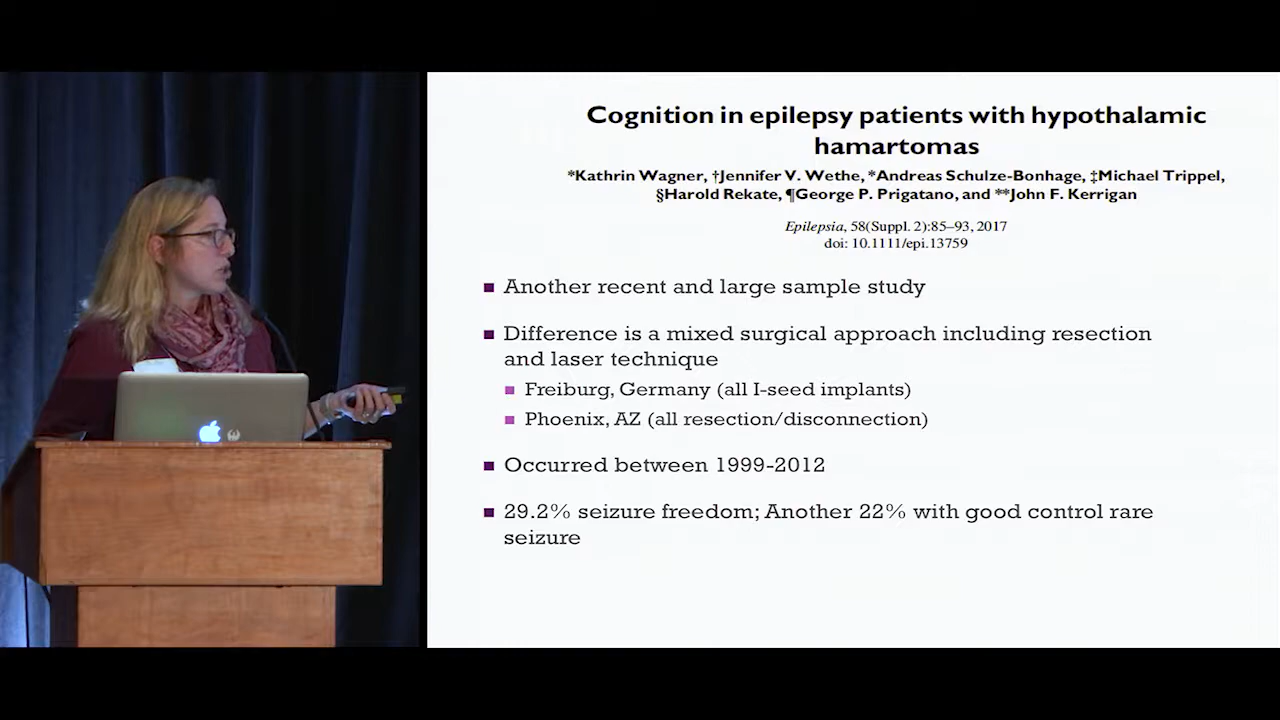 Cognition in epilepsy patients with hypothalamic
hamartomas
*Kathrin Wagner, †Jennifer V. Wethe, *Andreas Schulze-Bonhage, ‡Michael Trippel,
§Harold Rekate, ¶George P. Prigatano, and **John F. Kerrigan
Epilepsia, 58(Suppl. 2):85–93, 2017
doi: 10.1111/epi.13759
Another recent and large sample study
Difference is a mixed surgical approach including resection
and laser technique
Freiburg, Germany (all I-seed implants)
Phoenix, AZ (all resection/disconnection)
Occurred between 1999-2012
29.2% seizure freedom; Another 22% with good control rare
seizure